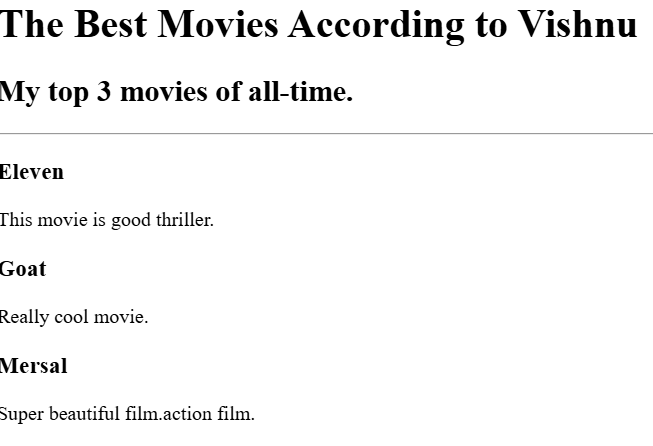 The Best Movies According to Vishnu
My top 3 movies of all-time.
Eleven
This movie is good thriller.
Goat
Really cool movie.
Mersal
Super beautiful film.action film.